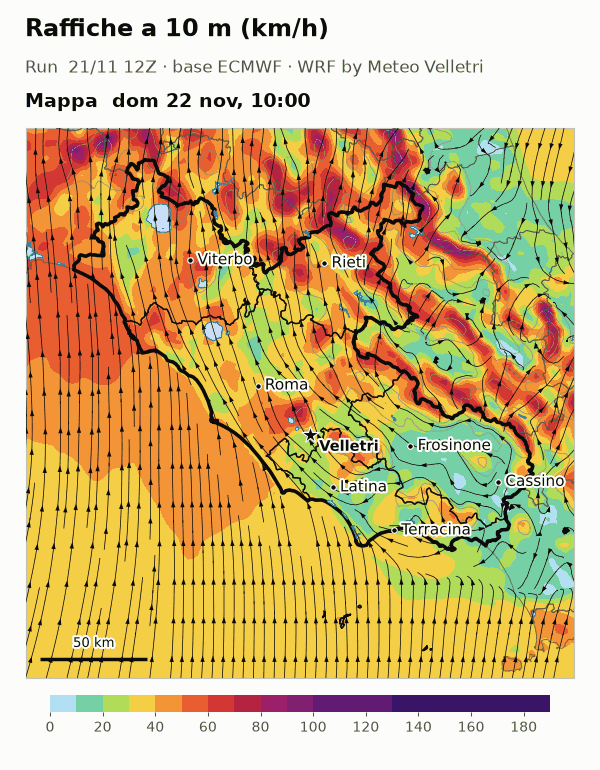 Raffiche a 10 m (km/h)
Run  21/11 12Z · base ECMWF · WRF by Meteo Velletri
Mappa  dom 22 nov, 10:00
Viterbo
Rieti
Roma
Velletri
Frosinone
Latina
Cassino
Terracina
50 km
0 20 40 60 80 100 120 140 160 180